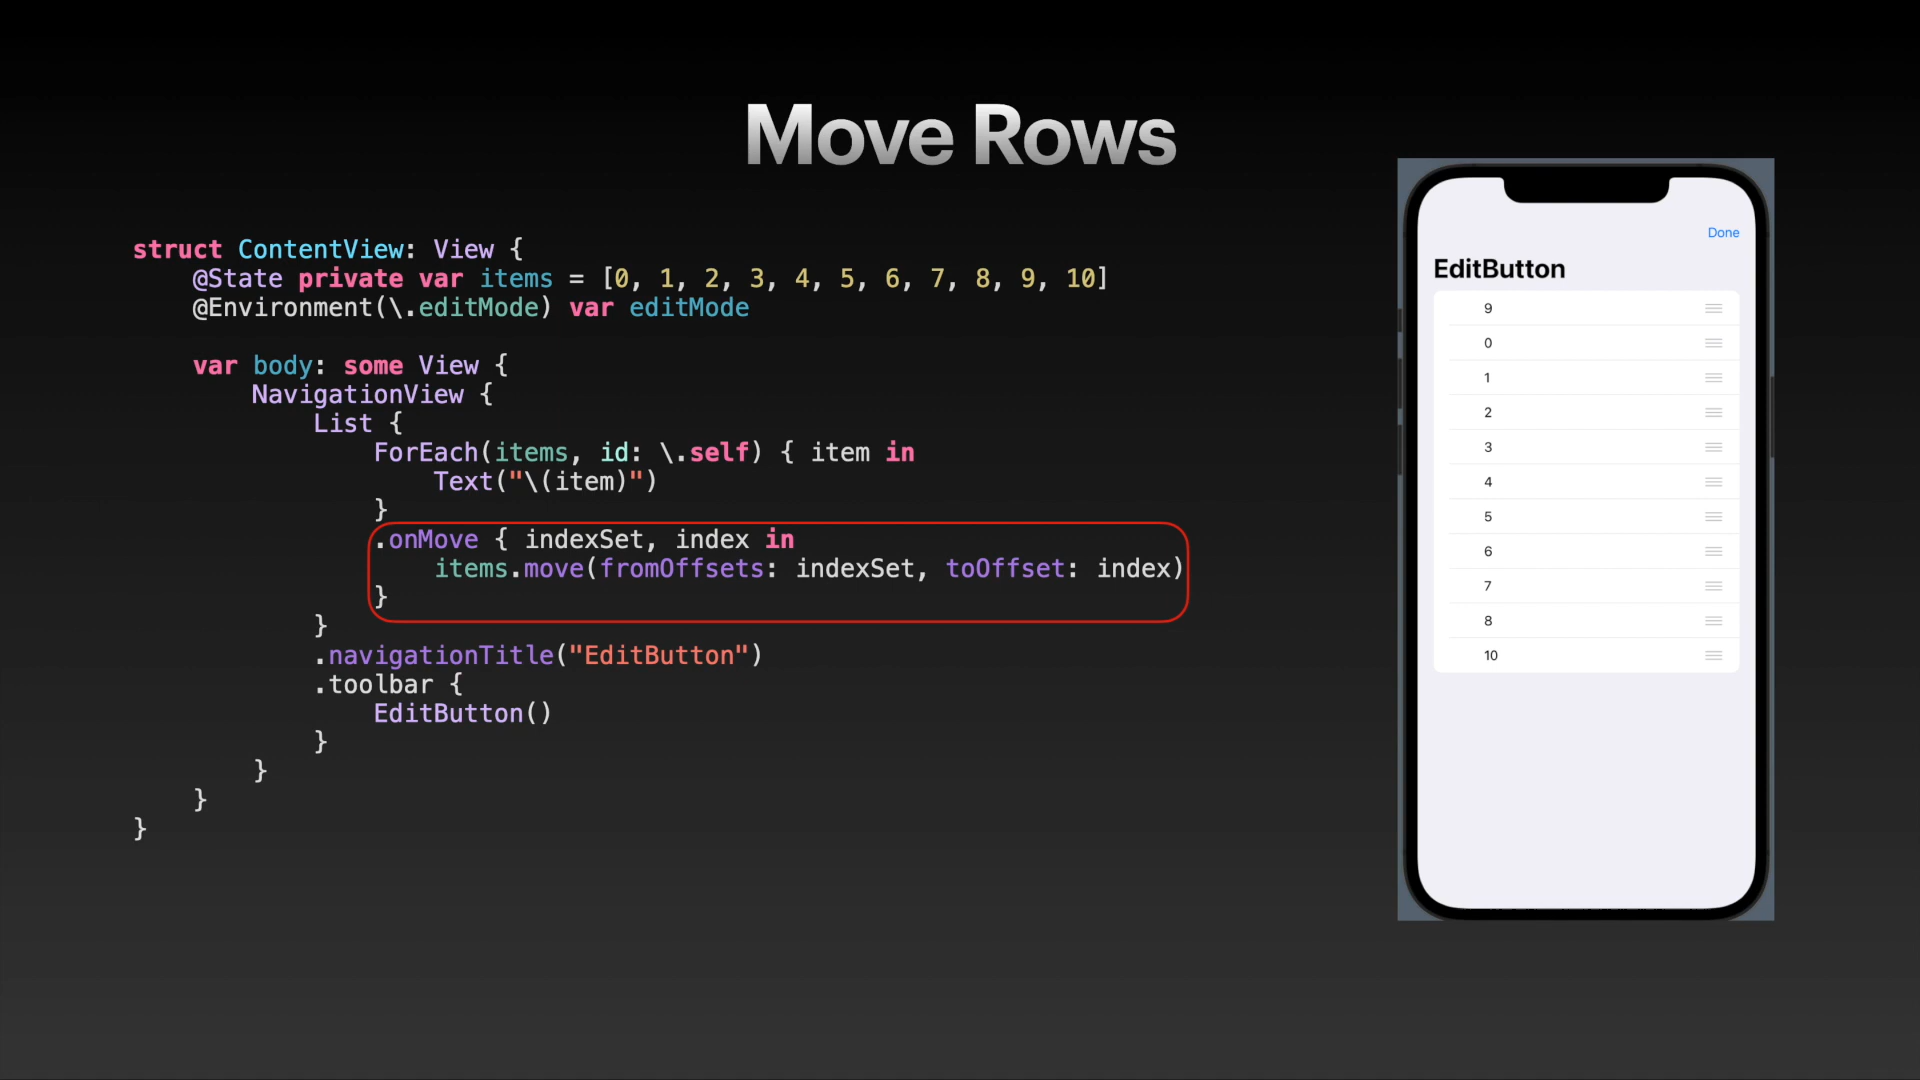 Move Rows
struct ContentView: View {
    @State private var items = [0, 1, 2, 3, 4, 5, 6, 7, 8, 9, 10]
    @Environment(\.editMode) var editMode
    var body: some View {
        NavigationView {
            List {
                ForEach(items, id: \.self) { item in
                    Text("\(item)")
                }
                .onMove { indexSet, index in
                    items.move(fromOffsets: indexSet, toOffset: index)
                }
            }
            .navigationTitle("EditButton")
            .toolbar {
                EditButton()
            }
        }
    }
}
Done
EditButton
9
0
1
2
3
4
5
6
7
8
10